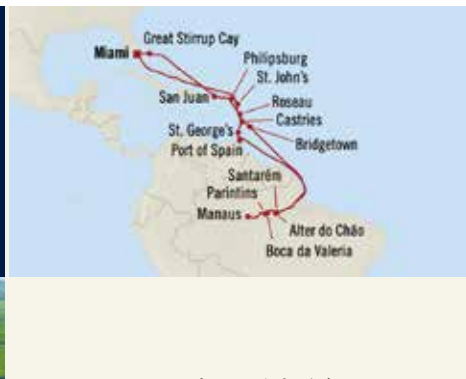 Great Stirrup Cay
Miami
Philipsburg
St. John's
San Juan
Roseau
Castries
St. George's
Bridgetown
Port of Spain
Santarém
Parintins
Manaus
Alter do Chão
Boca da Valeria